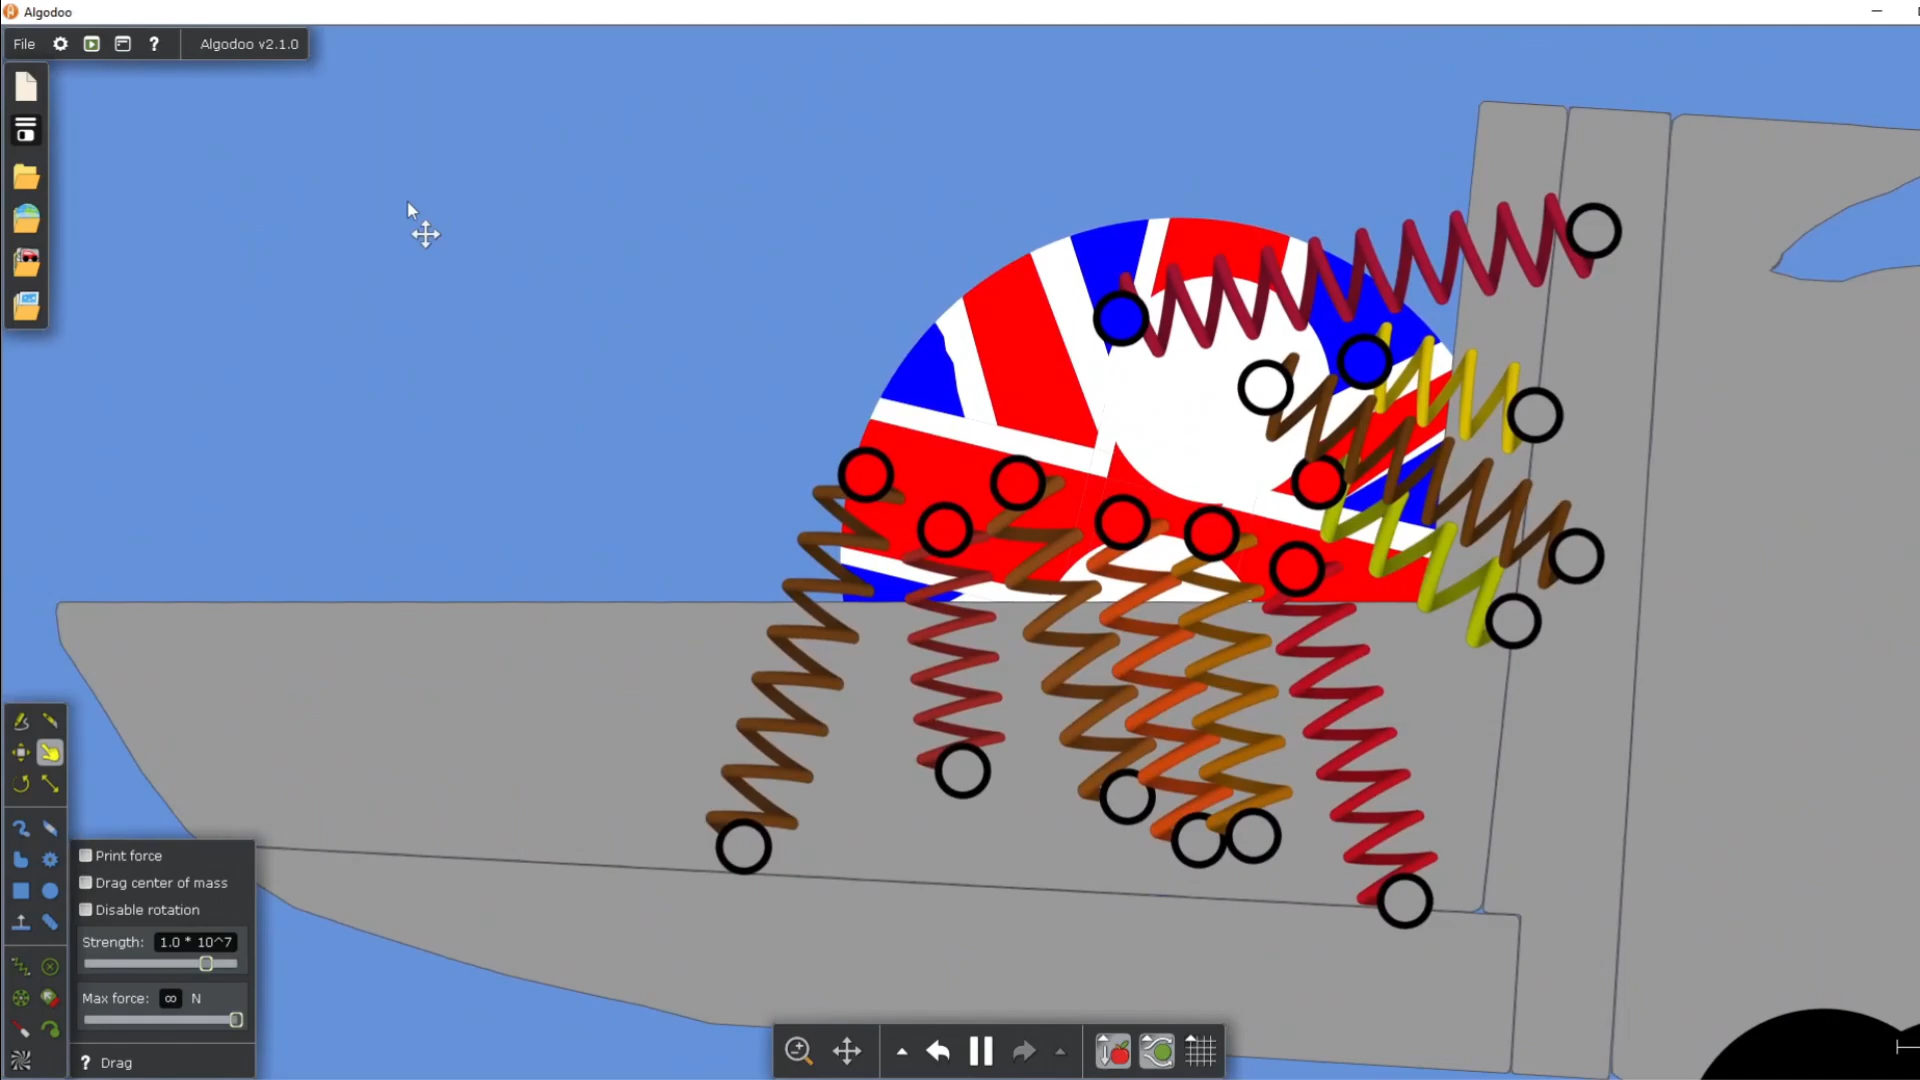 Algodoo
File ? Algodoo v2.1.0
Print force
Drag center of mass
Disable rotation
Strength: 1.0 * 10^7
Max force: ∞ N
? Drag